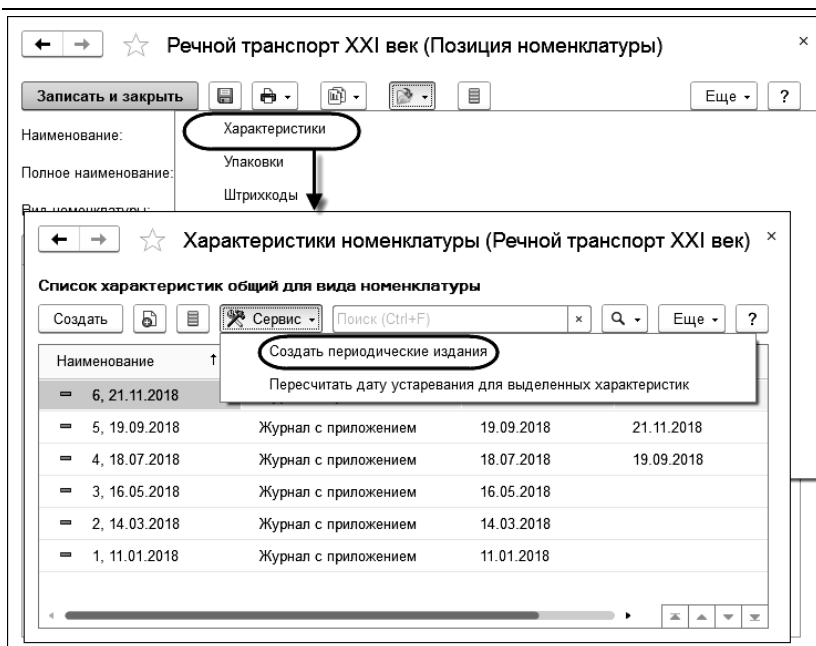 Речной транспорт XXI век (Позиция номенклатуры) ×
Записать и закрыть Еще ?
Наименование: Характеристики
Полное наименование: Упаковки
Штрихкоды
Вид номенклатуры:
Характеристики номенклатуры (Речной транспорт XXI век) ×
Список характеристик общий для вида номенклатуры
Создать Сервис Поиск (Ctrl+F) × Еще ?
Наименование ↑ Создать периодические издания
Пересчитать дату устаревания для выделенных характеристик
6, 21.11.2018
5, 19.09.2018 Журнал с приложением 19.09.2018 21.11.2018
4, 18.07.2018 Журнал с приложением 18.07.2018 19.09.2018
3, 16.05.2018 Журнал с приложением 16.05.2018
2, 14.03.2018 Журнал с приложением 14.03.2018
1, 11.01.2018 Журнал с приложением 11.01.2018